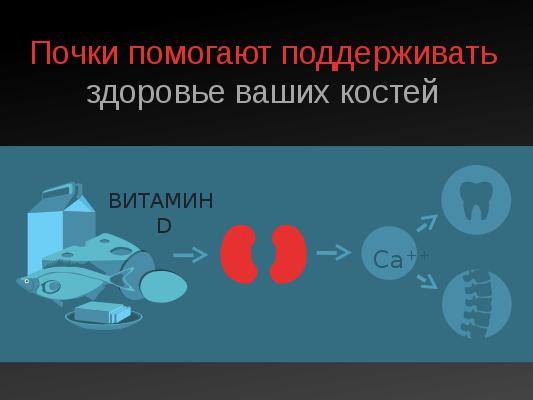 Почки помогают поддерживать
здоровье ваших костей
ВИТАМИН
D
Ca++